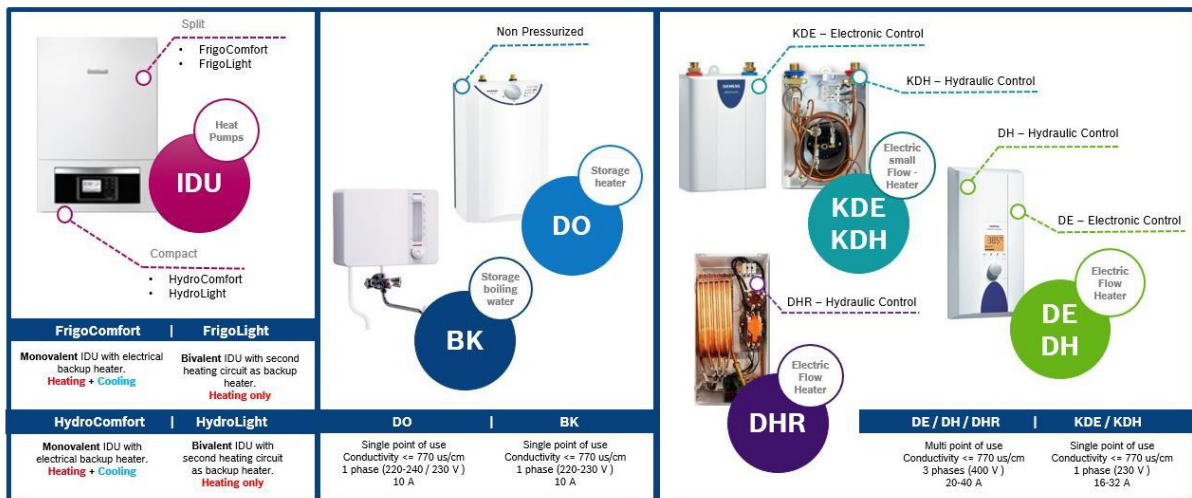 Split
• FrigoComfort
• FrigoLight
Heat
Pumps
IDU
Compact
• HydroComfort
• HydroLight
FrigoComfort | FrigoLight
Monovalent IDU with electrical
backup heater.
Heating + Cooling
Bivalent IDU with second
heating circuit as backup
heater.
Heating only
HydroComfort | HydroLight
Monovalent IDU with
electrical backup heater.
Heating + Cooling
Bivalent IDU with
second heating circuit
as backup heater.
Heating only
Non Pressurized
Storage
heater
DO
Storage
boiling
water
BK
DO | BK
Single point of use
Conductivity <= 770 us/cm
1 phase (220-240 / 230 V )
10 A
Single point of use
Conductivity <= 770 us/cm
1 phase (220-230 V )
10 A
KDE – Electronic Control
KDH – Hydraulic Control
SIEMENS
Electric
small
Flow -
Heater
KDE
KDH
DH – Hydraulic Control
DE – Electronic Control
385
Electric
Flow
Heater
DE
DH
DHR – Hydraulic Control
Electric
Flow
Heater
DHR
DE / DH / DHR | KDE / KDH
Multi point of use
Conductivity <= 770 us/cm
3 phases (400 V )
20-40 A
Single point of use
Conductivity <= 770 us/cm
1 phase (230 V )
16-32 A